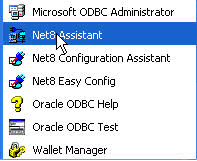 Microsoft ODBC Administrator
Net8 Assistant
Net8 Configuration Assistant
Net8 Easy Config
Oracle ODBC Help
Oracle ODBC Test
Wallet Manager